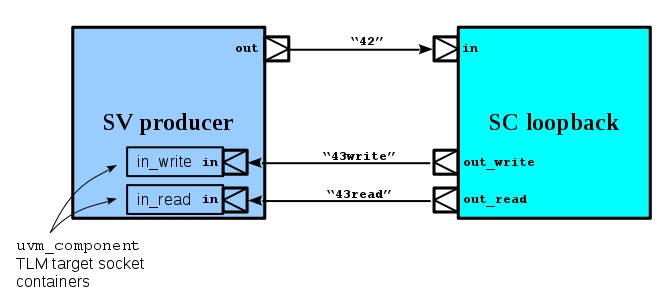 out
“42”
in
SV producer
SC loopback
in_write in
“43write”
out_write
in_read in
“43read”
out_read
uvm_component
TLM target socket
containers